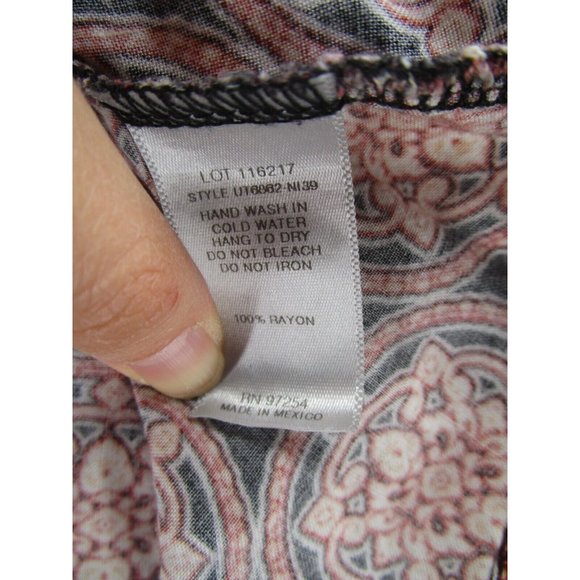 LOT 116217
STYLE UT6862-NI39
HAND WASH IN
COLD WATER
HANG TO DRY
DO NOT BLEACH
DO NOT IRON
100% RAYON
RN 97254
MADE IN MEXICO